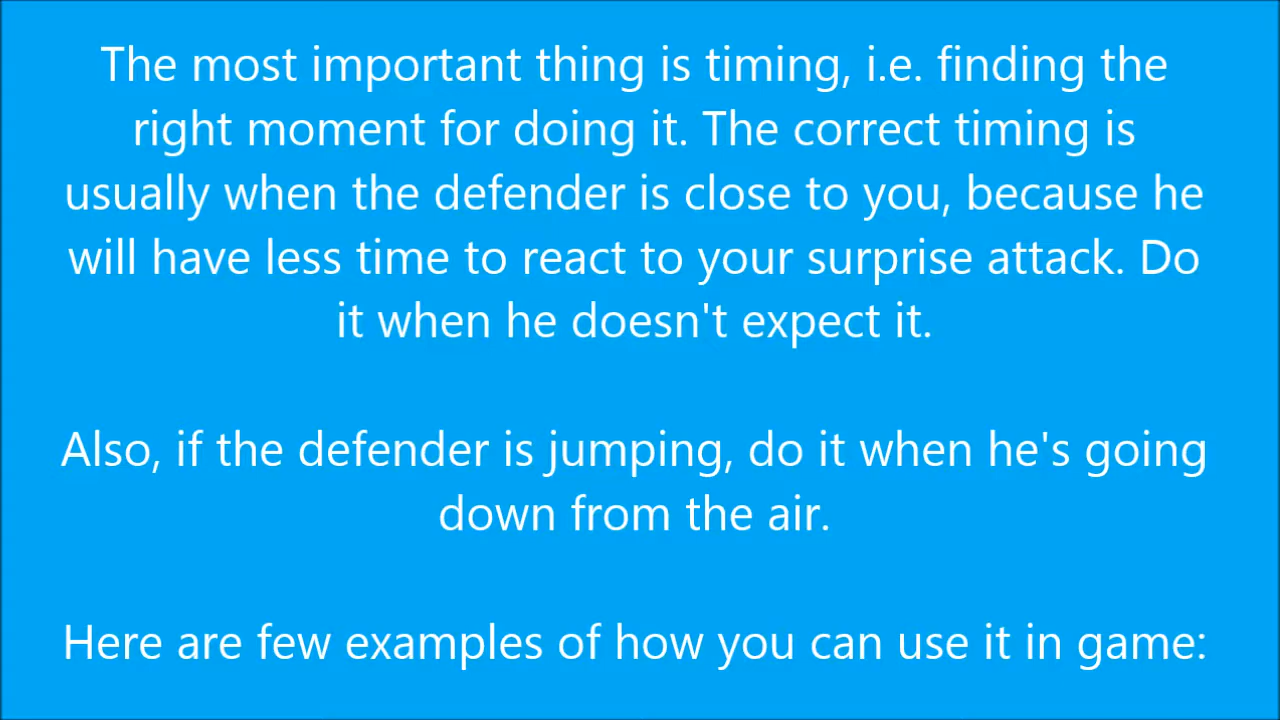 The most important thing is timing, i.e. finding the
right moment for doing it. The correct timing is
usually when the defender is close to you, because he
will have less time to react to your surprise attack. Do
it when he doesn't expect it.
Also, if the defender is jumping, do it when he's going
down from the air.
Here are few examples of how you can use it in game: